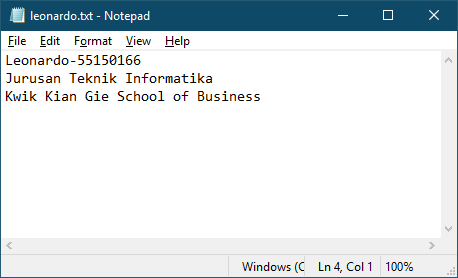 leonardo.txt - Notepad
File Edit Format View Help
Leonardo-55150166
Jurusan Teknik Informatika
Kwik Kian Gie School of Business
Windows (C Ln 4, Col 1 100%